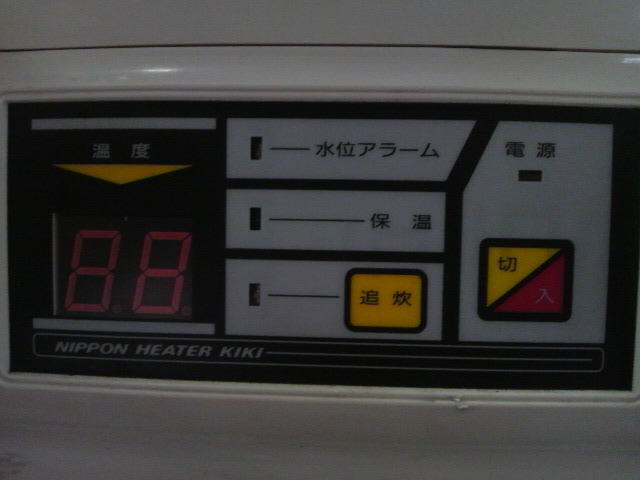 温度
88
水位アラーム
保温
追炊
電源
切
入
NIPPON HEATER KIKI